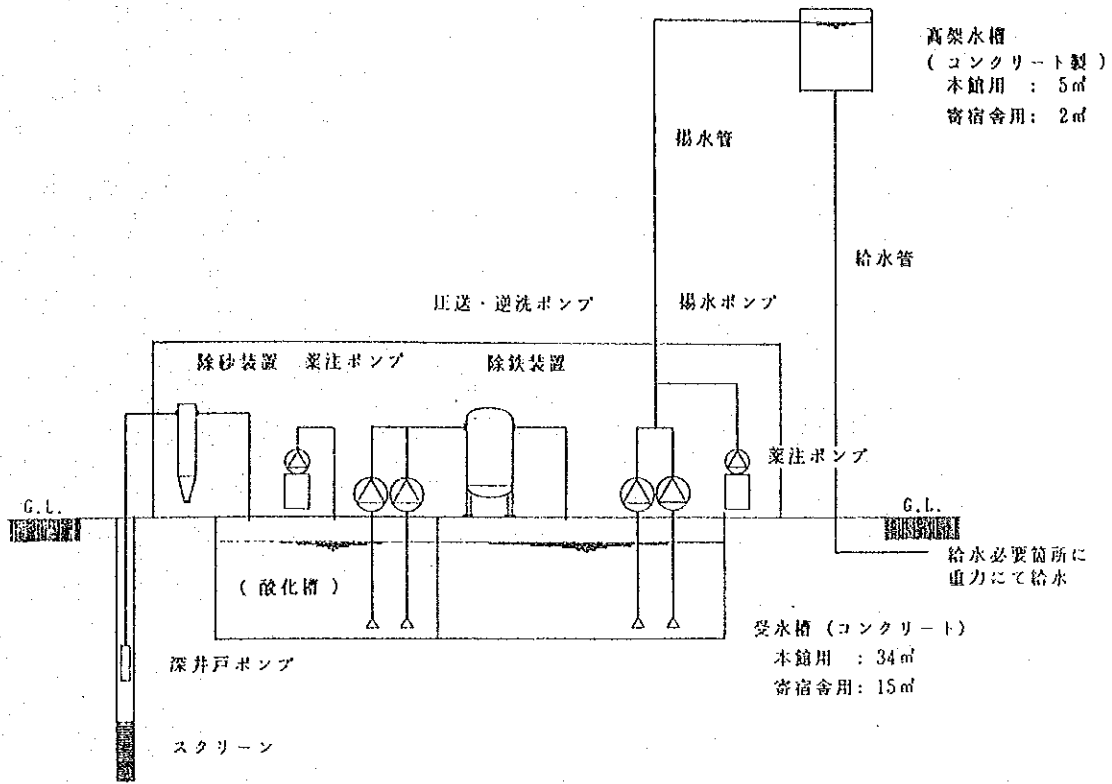 高架水槽
( コンクリート製 )
本館用 : 5㎥
寄宿舎用: 2㎥
揚水管
給水管
圧送・逆洗ポンプ
揚水ポンプ
除砂装置
薬注ポンプ
除鉄装置
薬注ポンプ
G.L.
G.L.
給水必要箇所に
重力にて給水
( 酸化槽 )
受水槽 (コンクリート)
本館用 : 34㎥
寄宿舎用: 15㎥
深井戸ポンプ
スクリーン